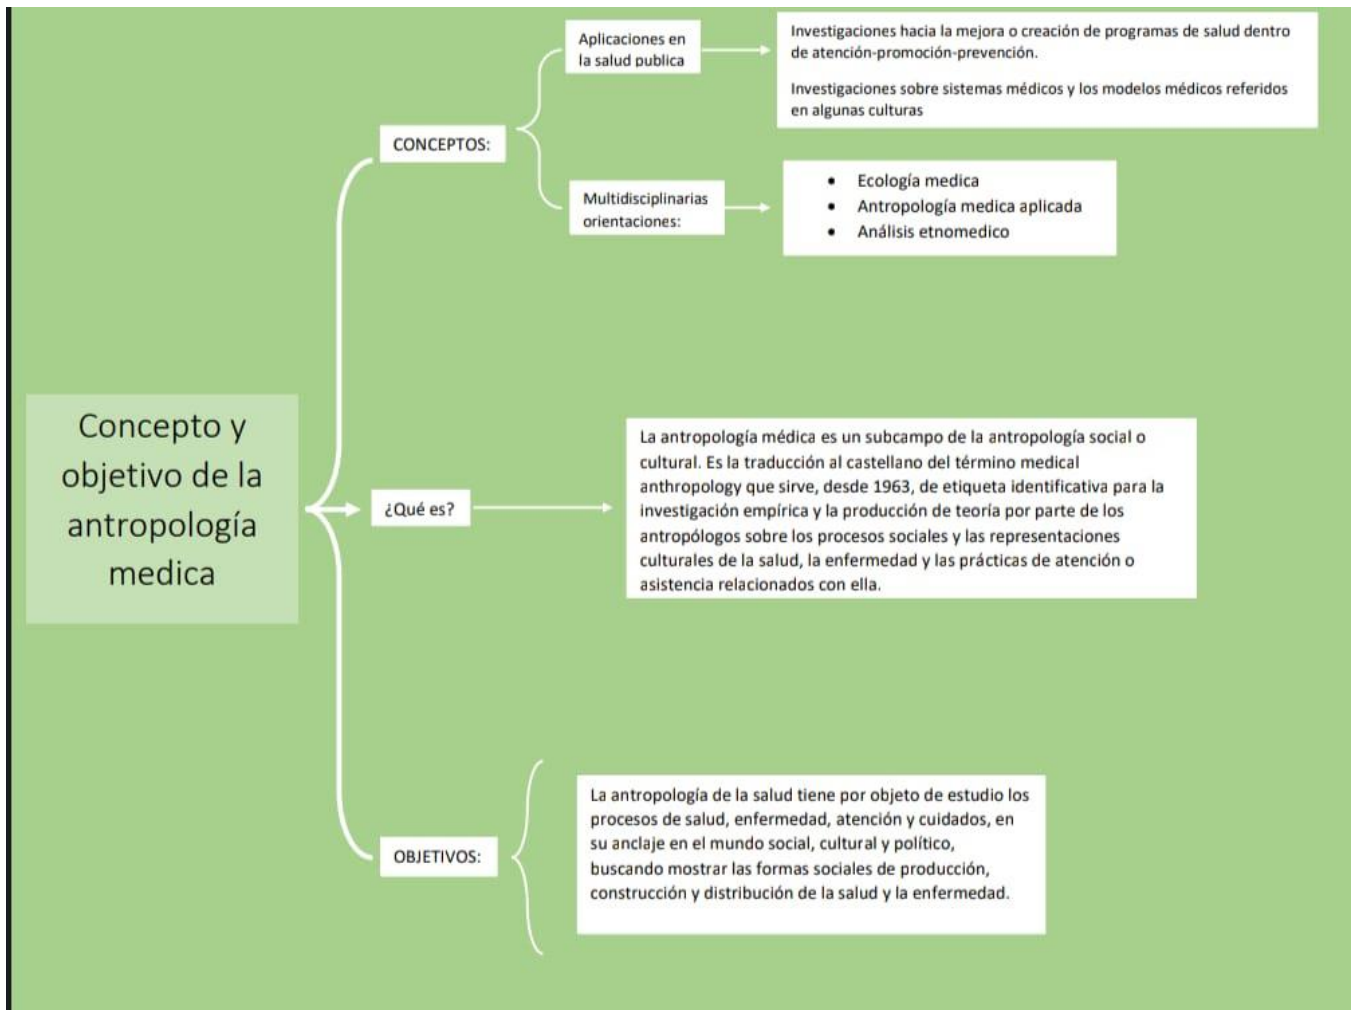 Aplicaciones en
la salud publica
Investigaciones hacia la mejora o creación de programas de salud dentro
de atención-promoción-prevención.
Investigaciones sobre sistemas médicos y los modelos médicos referidos
en algunas culturas
CONCEPTOS:
Multidisciplinarias
orientaciones:
• Ecología medica
• Antropología medica aplicada
• Análisis etnomedico
Concepto y
objetivo de la
antropología
medica
¿Qué es?
La antropología médica es un subcampo de la antropología social o
cultural. Es la traducción al castellano del término medical
anthropology que sirve, desde 1963, de etiqueta identificativa para la
investigación empírica y la producción de teoría por parte de los
antropólogos sobre los procesos sociales y las representaciones
culturales de la salud, la enfermedad y las prácticas de atención o
asistencia relacionados con ella.
OBJETIVOS:
La antropología de la salud tiene por objeto de estudio los
procesos de salud, enfermedad, atención y cuidados, en
su anclaje en el mundo social, cultural y político,
buscando mostrar las formas sociales de producción,
construcción y distribución de la salud y la enfermedad.